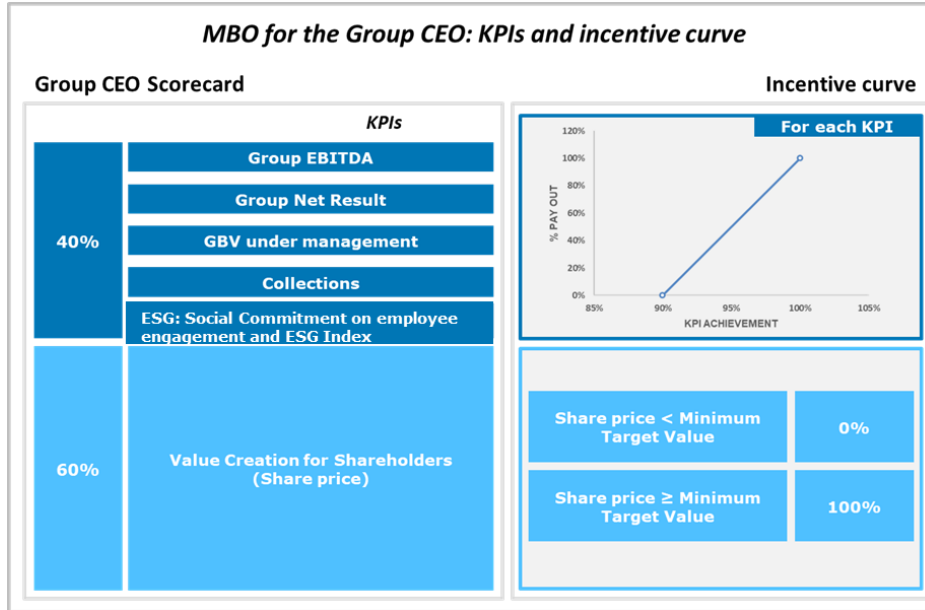 MBO for the Group CEO: KPIs and incentive curve
Group CEO Scorecard
Incentive curve
KPIs
40%
Group EBITDA
Group Net Result
GBV under management
Collections
ESG: Social Commitment on employee
engagement and ESG Index
60%
Value Creation for Shareholders
(Share price)
For each KPI
% PAY OUT
120%
100%
80%
60%
40%
20%
0%
85%
90%
95%
100%
105%
KPI ACHIEVEMENT
Share price < Minimum
Target Value
0%
Share price ≥ Minimum
Target Value
100%